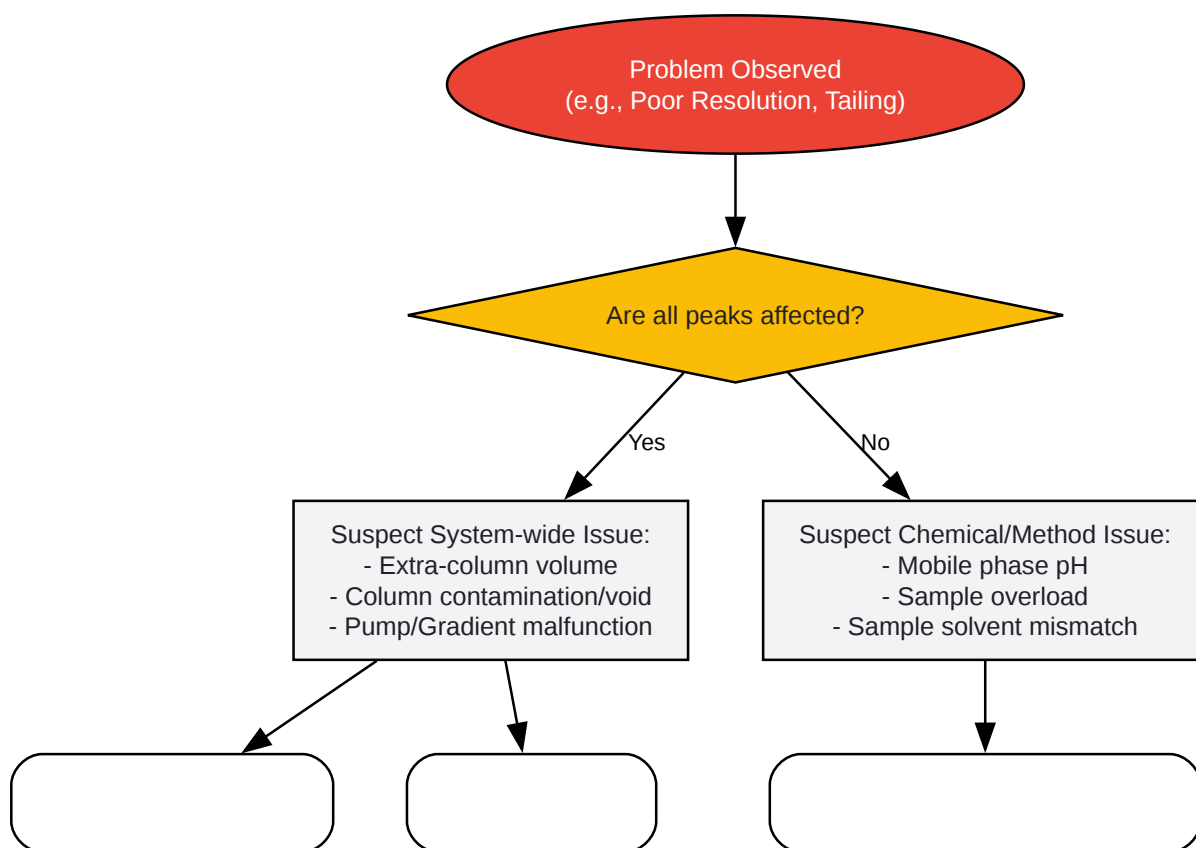 Problem Observed
(e.g., Poor Resolution, Tailing)
Are all peaks affected?
Yes
No
Suspect System-wide Issue:
- Extra-column volume
- Column contamination/void
- Pump/Gradient malfunction
Suspect Chemical/Method Issue:
- Mobile phase pH
- Sample overload
- Sample solvent mismatch